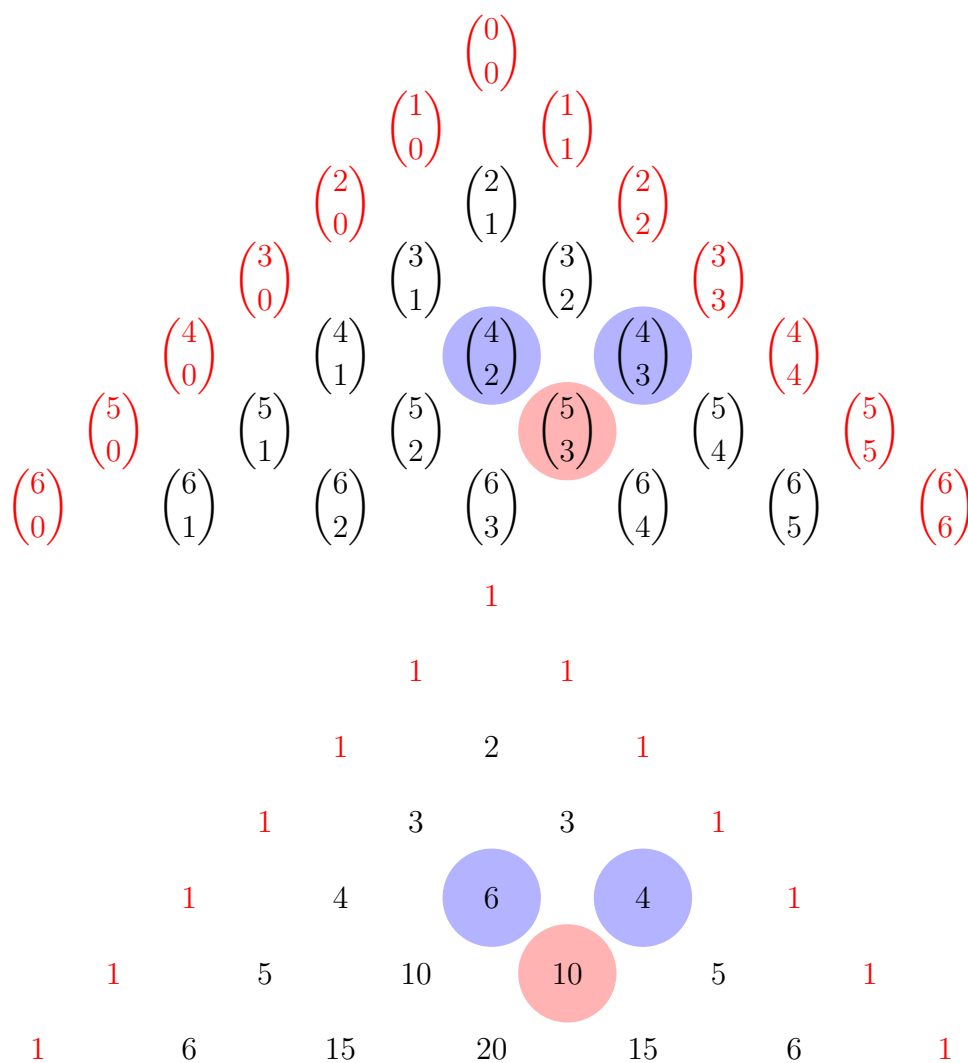 (0 0)
(1 0) (1 1)
(2 0) (2 1) (2 2)
(3 0) (3 1) (3 2) (3 3)
(4 0) (4 1) (4 2) (4 3) (4 4)
(5 0) (5 1) (5 2) (5 3) (5 4) (5 5)
(6 0) (6 1) (6 2) (6 3) (6 4) (6 5) (6 6)
1
1 1
1 2 1
1 3 3 1
1 4 6 4 1
1 5 10 10 5 1
1 6 15 20 15 6 1